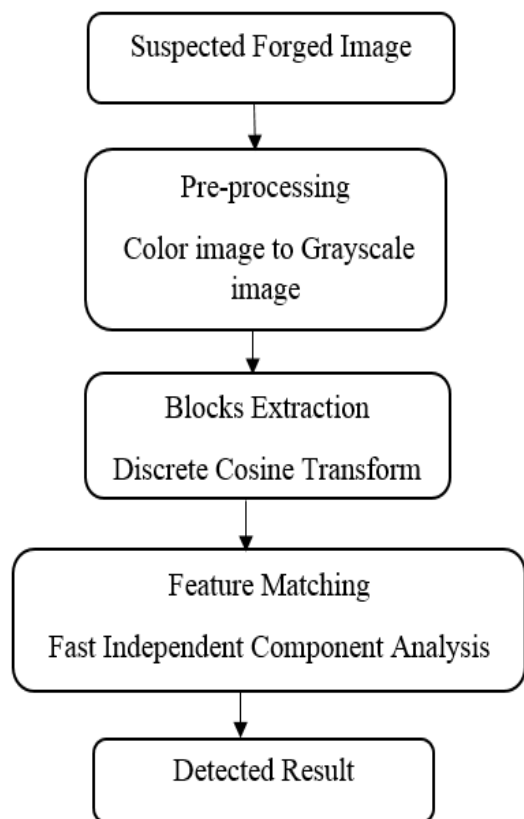 Suspected Forged Image
Pre-processing
Color image to Grayscale
image
Blocks Extraction
Discrete Cosine Transform
Feature Matching
Fast Independent Component Analysis
Detected Result